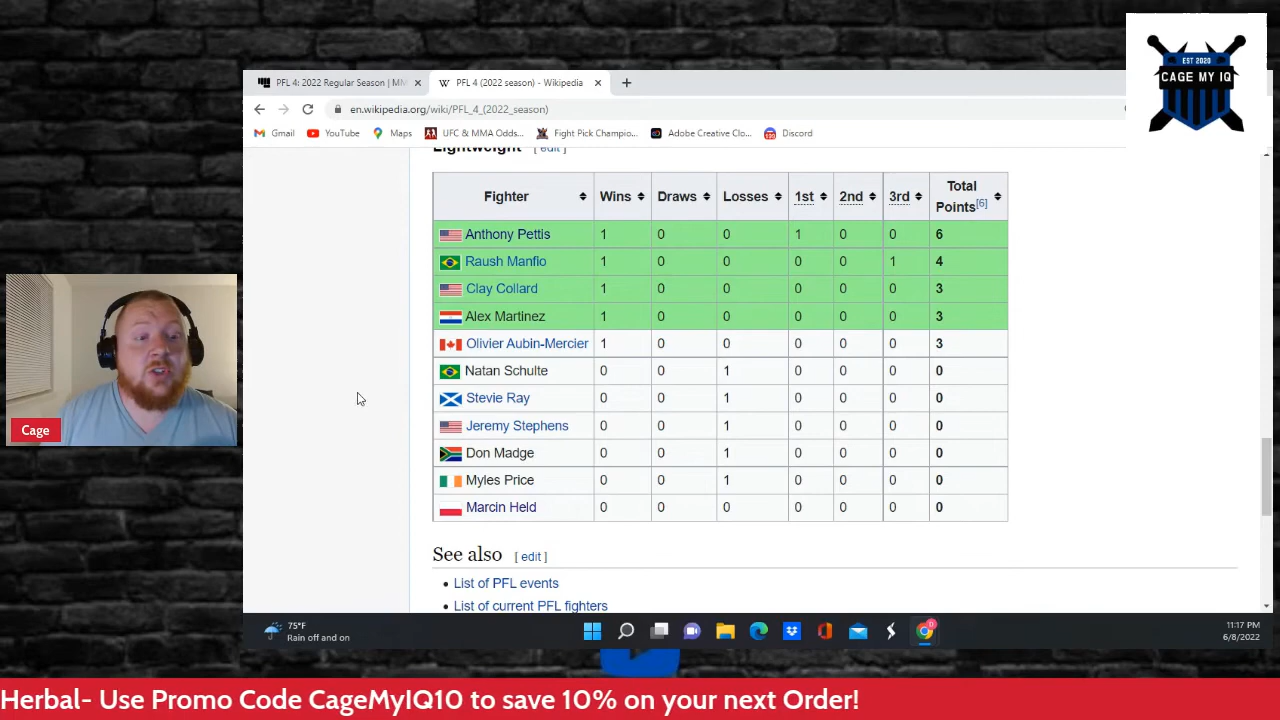 EST 2020
CAGE MY IQ
PFL 4: 2022 Regular Season | MM
PFL 4 (2022 season) - Wikipedia
en.wikipedia.org/wiki/PFL_4_(2022_season)
Gmail YouTube Maps UFC & MMA Odds... Fight Pick Champio... Adobe Creative Clo... Discord
Lightweight [ edit ]
Fighter Wins Draws Losses 1st 2nd 3rd Total Points[6]
Anthony Pettis 1 0 0 1 0 0 6
Raush Manfio 1 0 0 0 0 1 4
Clay Collard 1 0 0 0 0 0 3
Alex Martinez 1 0 0 0 0 0 3
Olivier Aubin-Mercier 1 0 0 0 0 0 3
Natan Schulte 0 0 1 0 0 0 0
Stevie Ray 0 0 1 0 0 0 0
Jeremy Stephens 0 0 1 0 0 0 0
Don Madge 0 0 1 0 0 0 0
Myles Price 0 0 1 0 0 0 0
Marcin Held 0 0 0 0 0 0 0
See also [ edit ]
• List of PFL events
• List of current PFL fighters
Cage
75°F
Rain off and on
11:17 PM
6/8/2022
Herbal- Use Promo Code CageMyIQ10 to save 10% on your next Order!